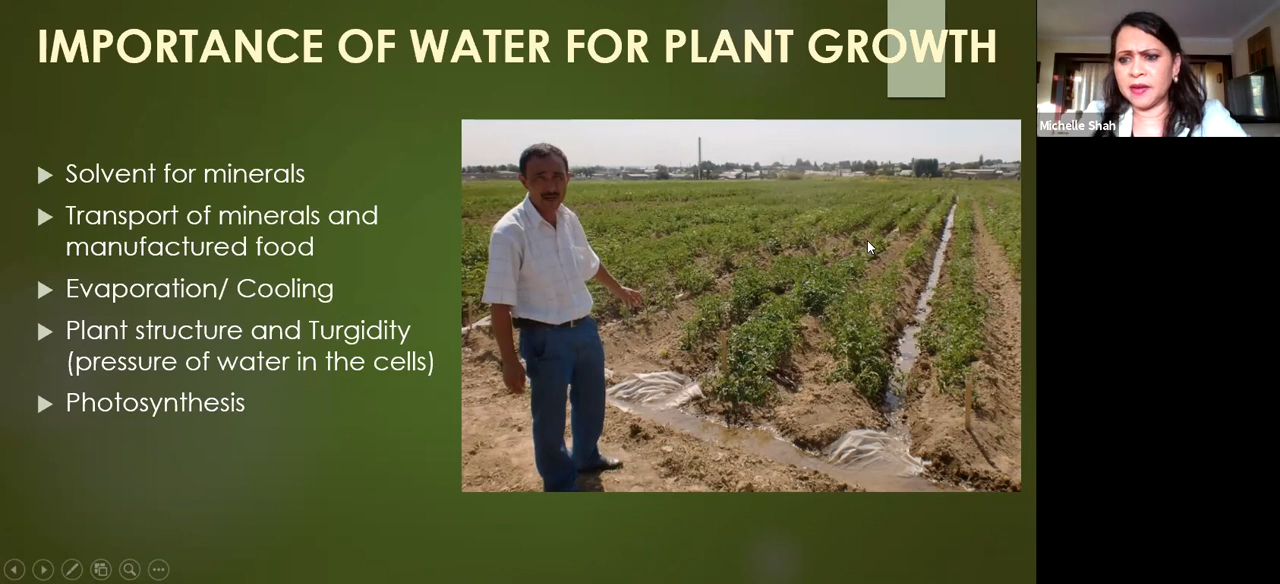 IMPORTANCE OF WATER FOR PLANT GROWTH
Solvent for minerals
Transport of minerals and
manufactured food
Evaporation/ Cooling
Plant structure and Turgidity
(pressure of water in the cells)
Photosynthesis
Michelle Shah